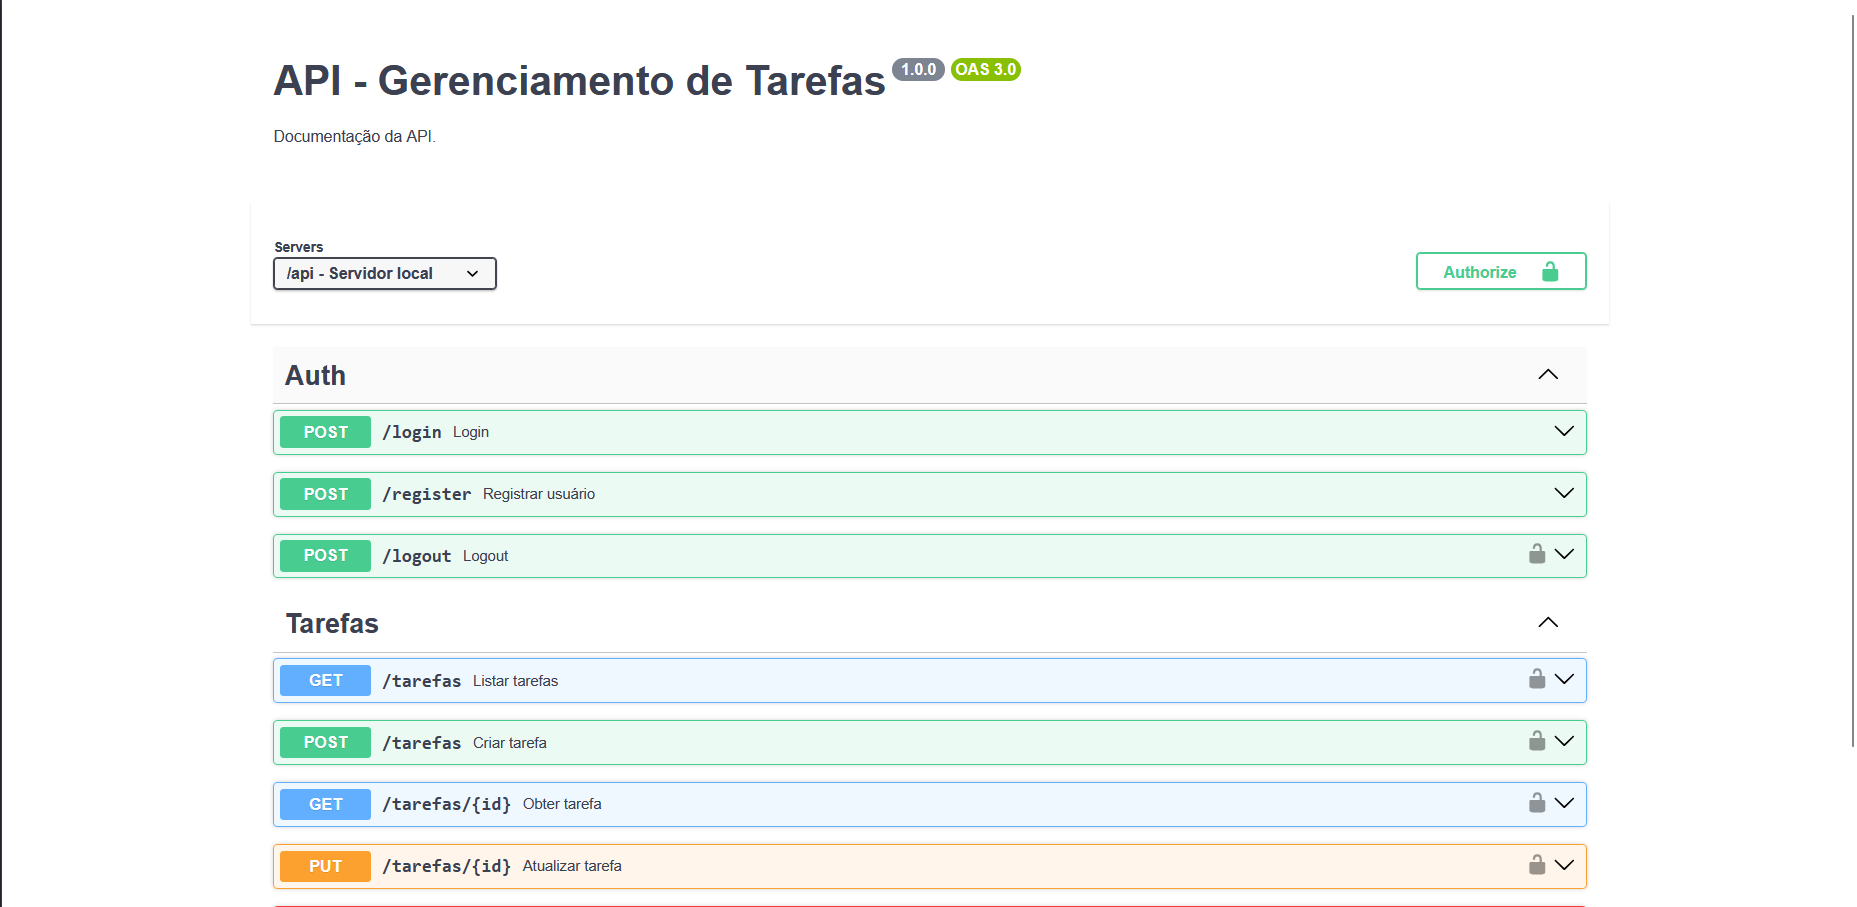 API - Gerenciamento de Tarefas 1.0.0 OAS 3.0
Documentação da API.
Servers
/api - Servidor local
Authorize
Auth
POST /login Login
POST /register Registrar usuário
POST /logout Logout
Tarefas
GET /tarefas Listar tarefas
POST /tarefas Criar tarefa
GET /tarefas/{id} Obter tarefa
PUT /tarefas/{id} Atualizar tarefa